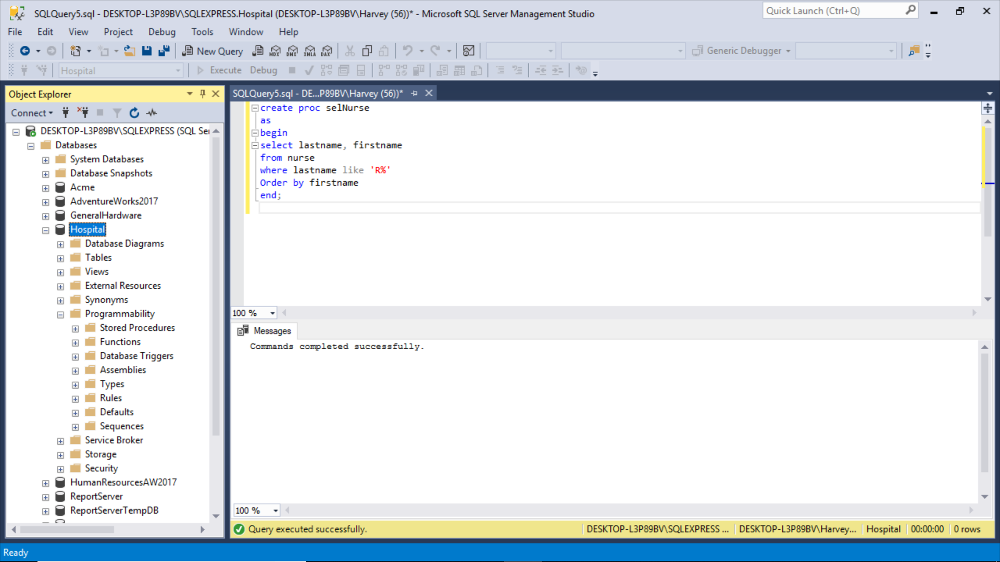 SQLQuery5.sql - DESKTOP-L3P89BV\SQLEXPRESS.Hospital (DESKTOP-L3P89BV\Harvey (56))* - Microsoft SQL Server Management Studio
Quick Launch (Ctrl+Q)
File Edit View Project Debug Tools Window Help
New Query MDX DMX XMLA DAX Generic Debugger
Hospital Execute Debug
Object Explorer
Connect
DESKTOP-L3P89BV\SQLEXPRESS (SQL Ser
Databases
System Databases
Database Snapshots
Acme
AdventureWorks2017
GeneralHardware
Hospital
Database Diagrams
Tables
Views
External Resources
Synonyms
Programmability
Stored Procedures
Functions
Database Triggers
Assemblies
Types
Rules
Defaults
Sequences
Service Broker
Storage
Security
HumanResourcesAW2017
ReportServer
ReportServerTempDB
SQLQuery5.sql - DE...P89BV\Harvey (56))*
create proc selNurse
as
begin
select lastname, firstname
from nurse
where lastname like 'R%'
Order by firstname
end;
100 %
Messages
Commands completed successfully.
100 %
Query executed successfully. DESKTOP-L3P89BV\SQLEXPRESS ... DESKTOP-L3P89BV\Harvey... Hospital 00:00:00 0 rows
Ready